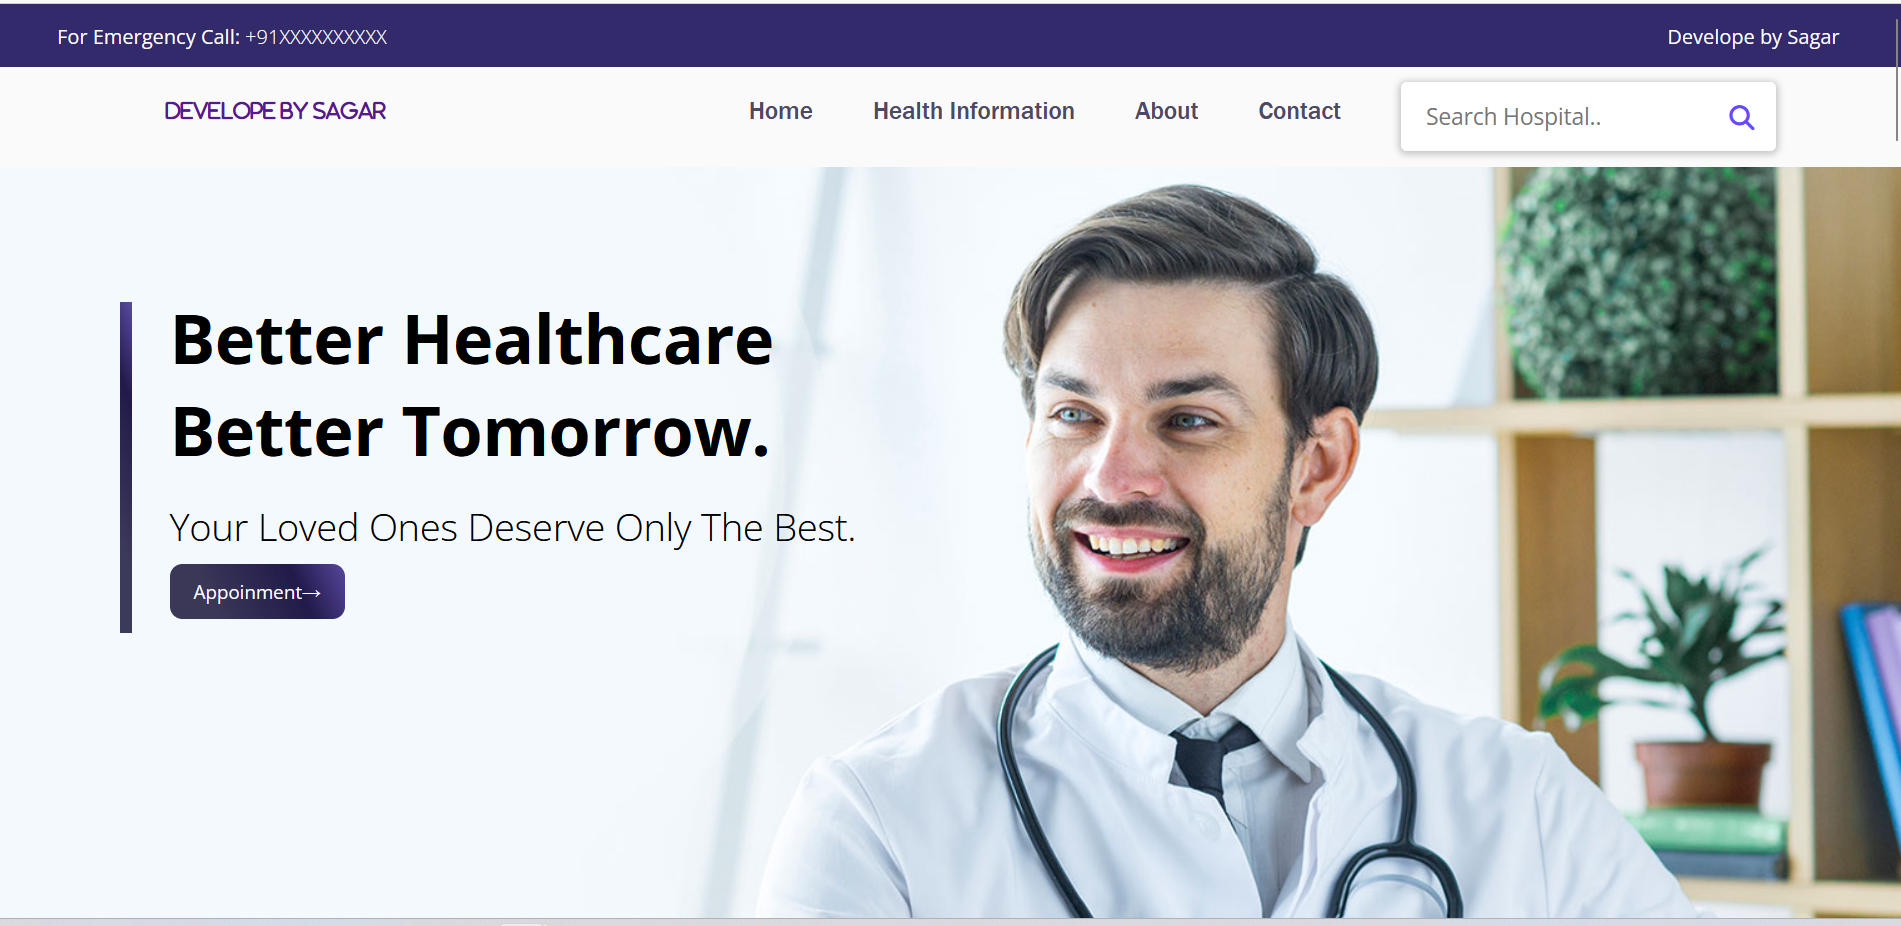 For Emergency Call: +91XXXXXXXXXX
Develope by Sagar
DEVELOPE BY SAGAR
Home
Health Information
About
Contact
Search Hospital..
Better Healthcare
Better Tomorrow.
Your Loved Ones Deserve Only The Best.
Appoinment→